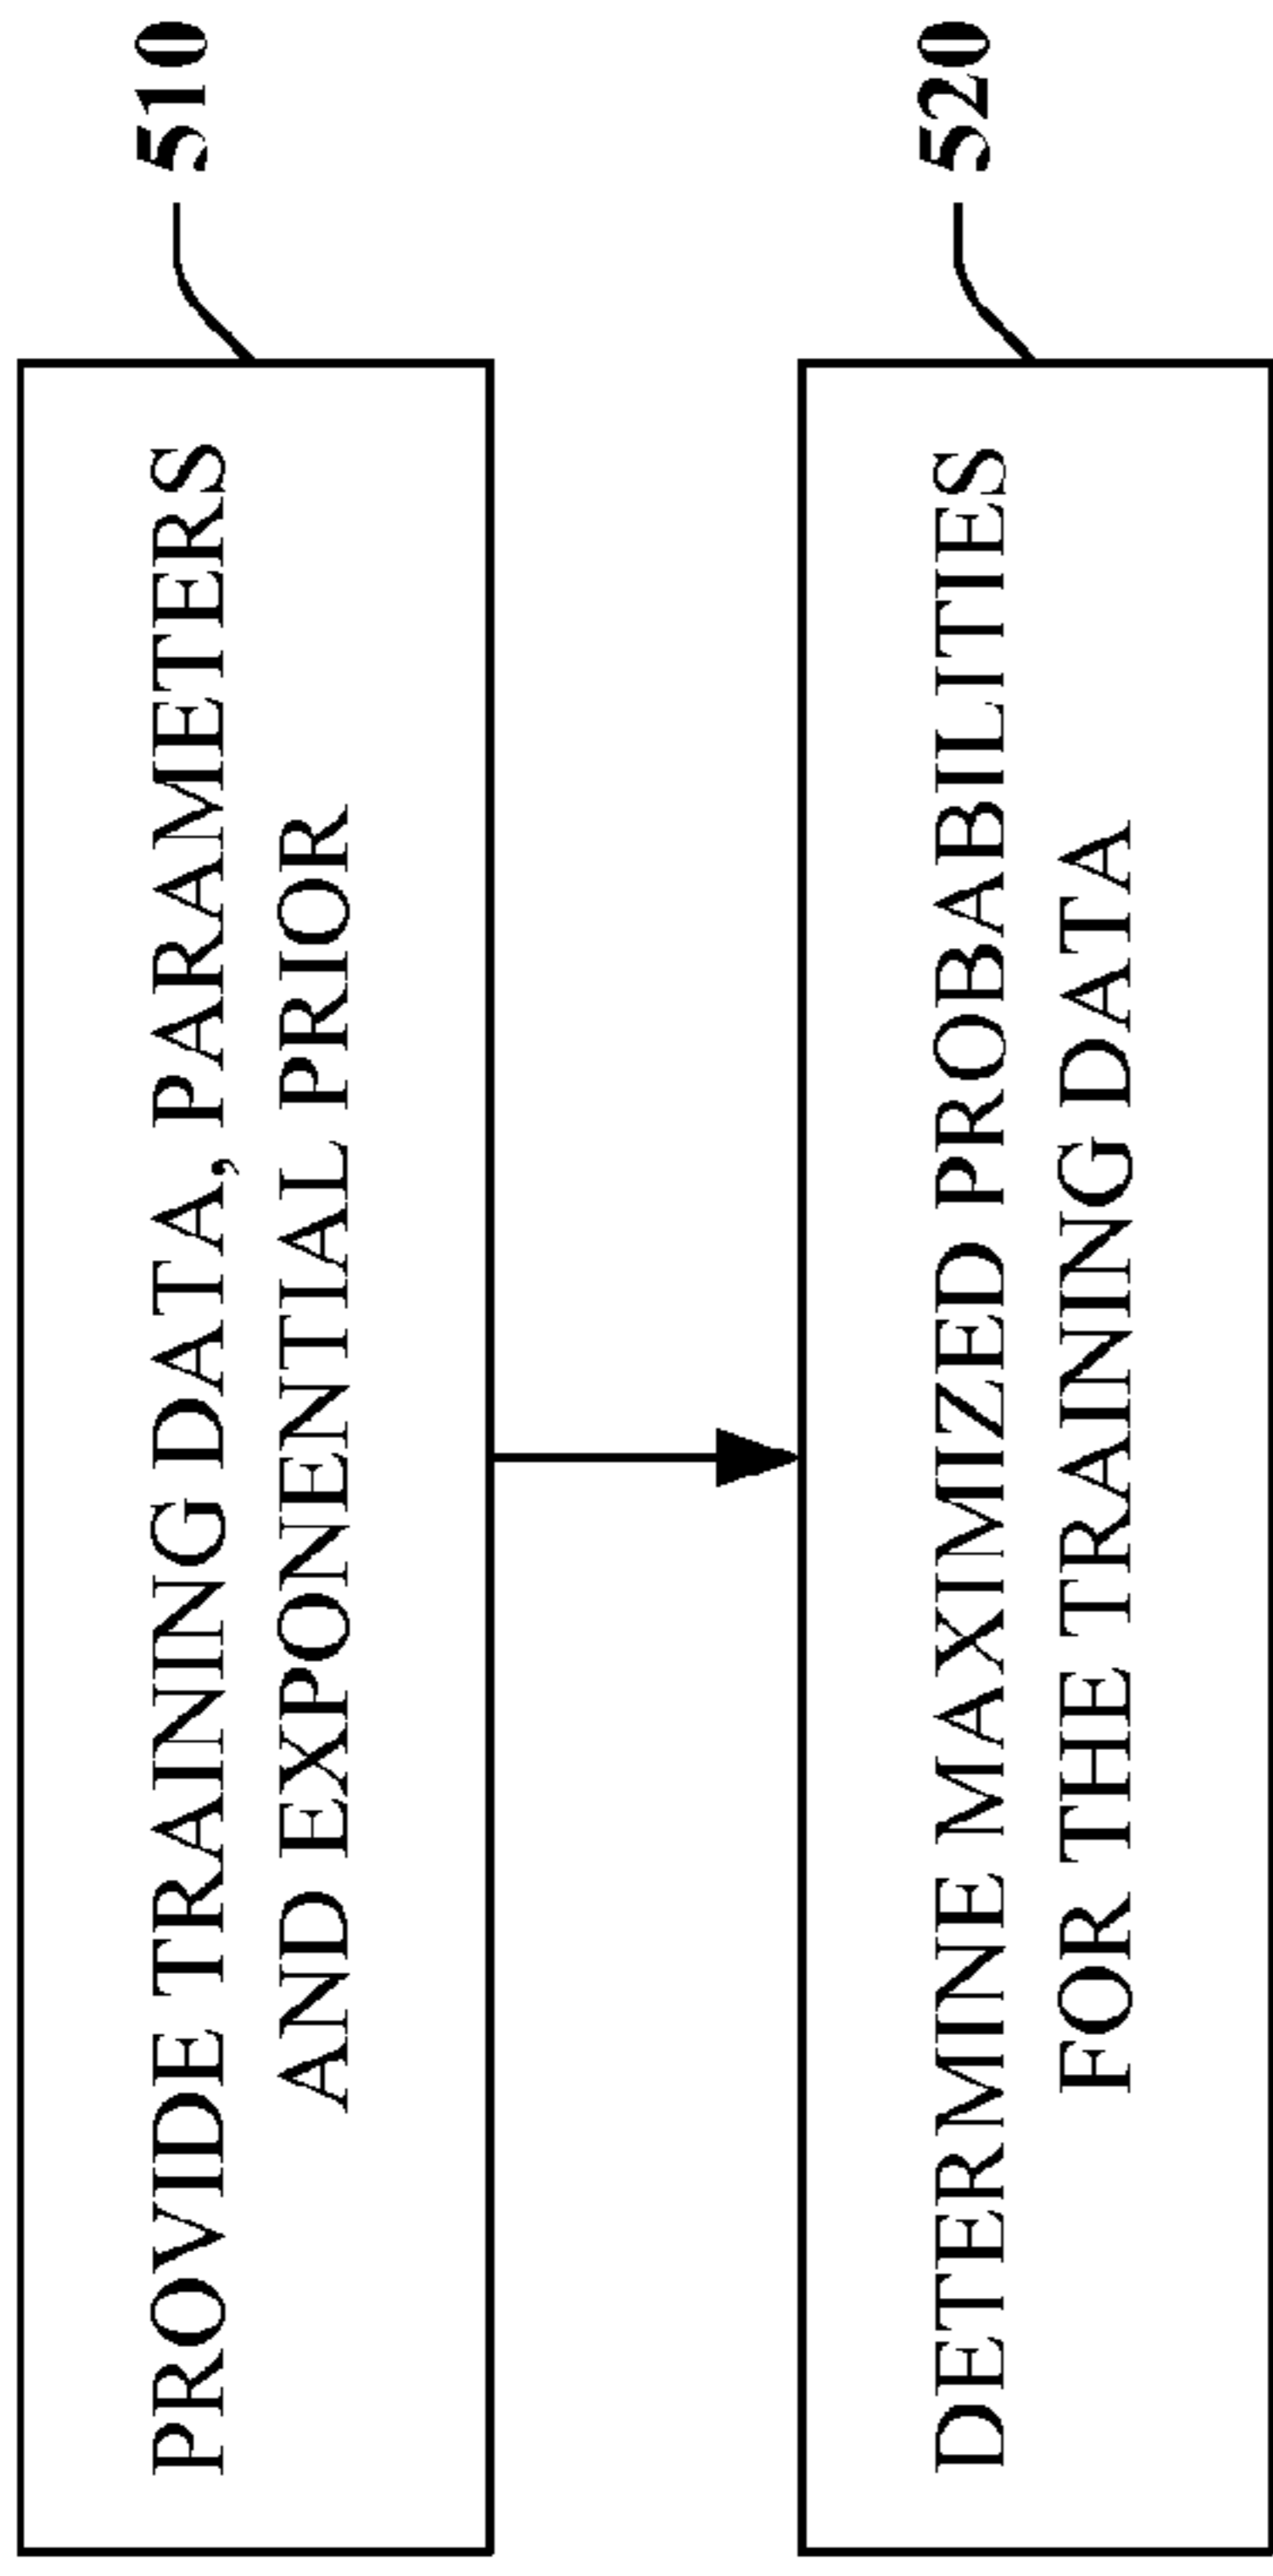 PROVIDE TRAINING DATA, PARAMETERS
AND EXPONENTIAL PRIOR
510
DETERMINE MAXIMIZED PROBABILITIES
FOR THE TRAINING DATA
520